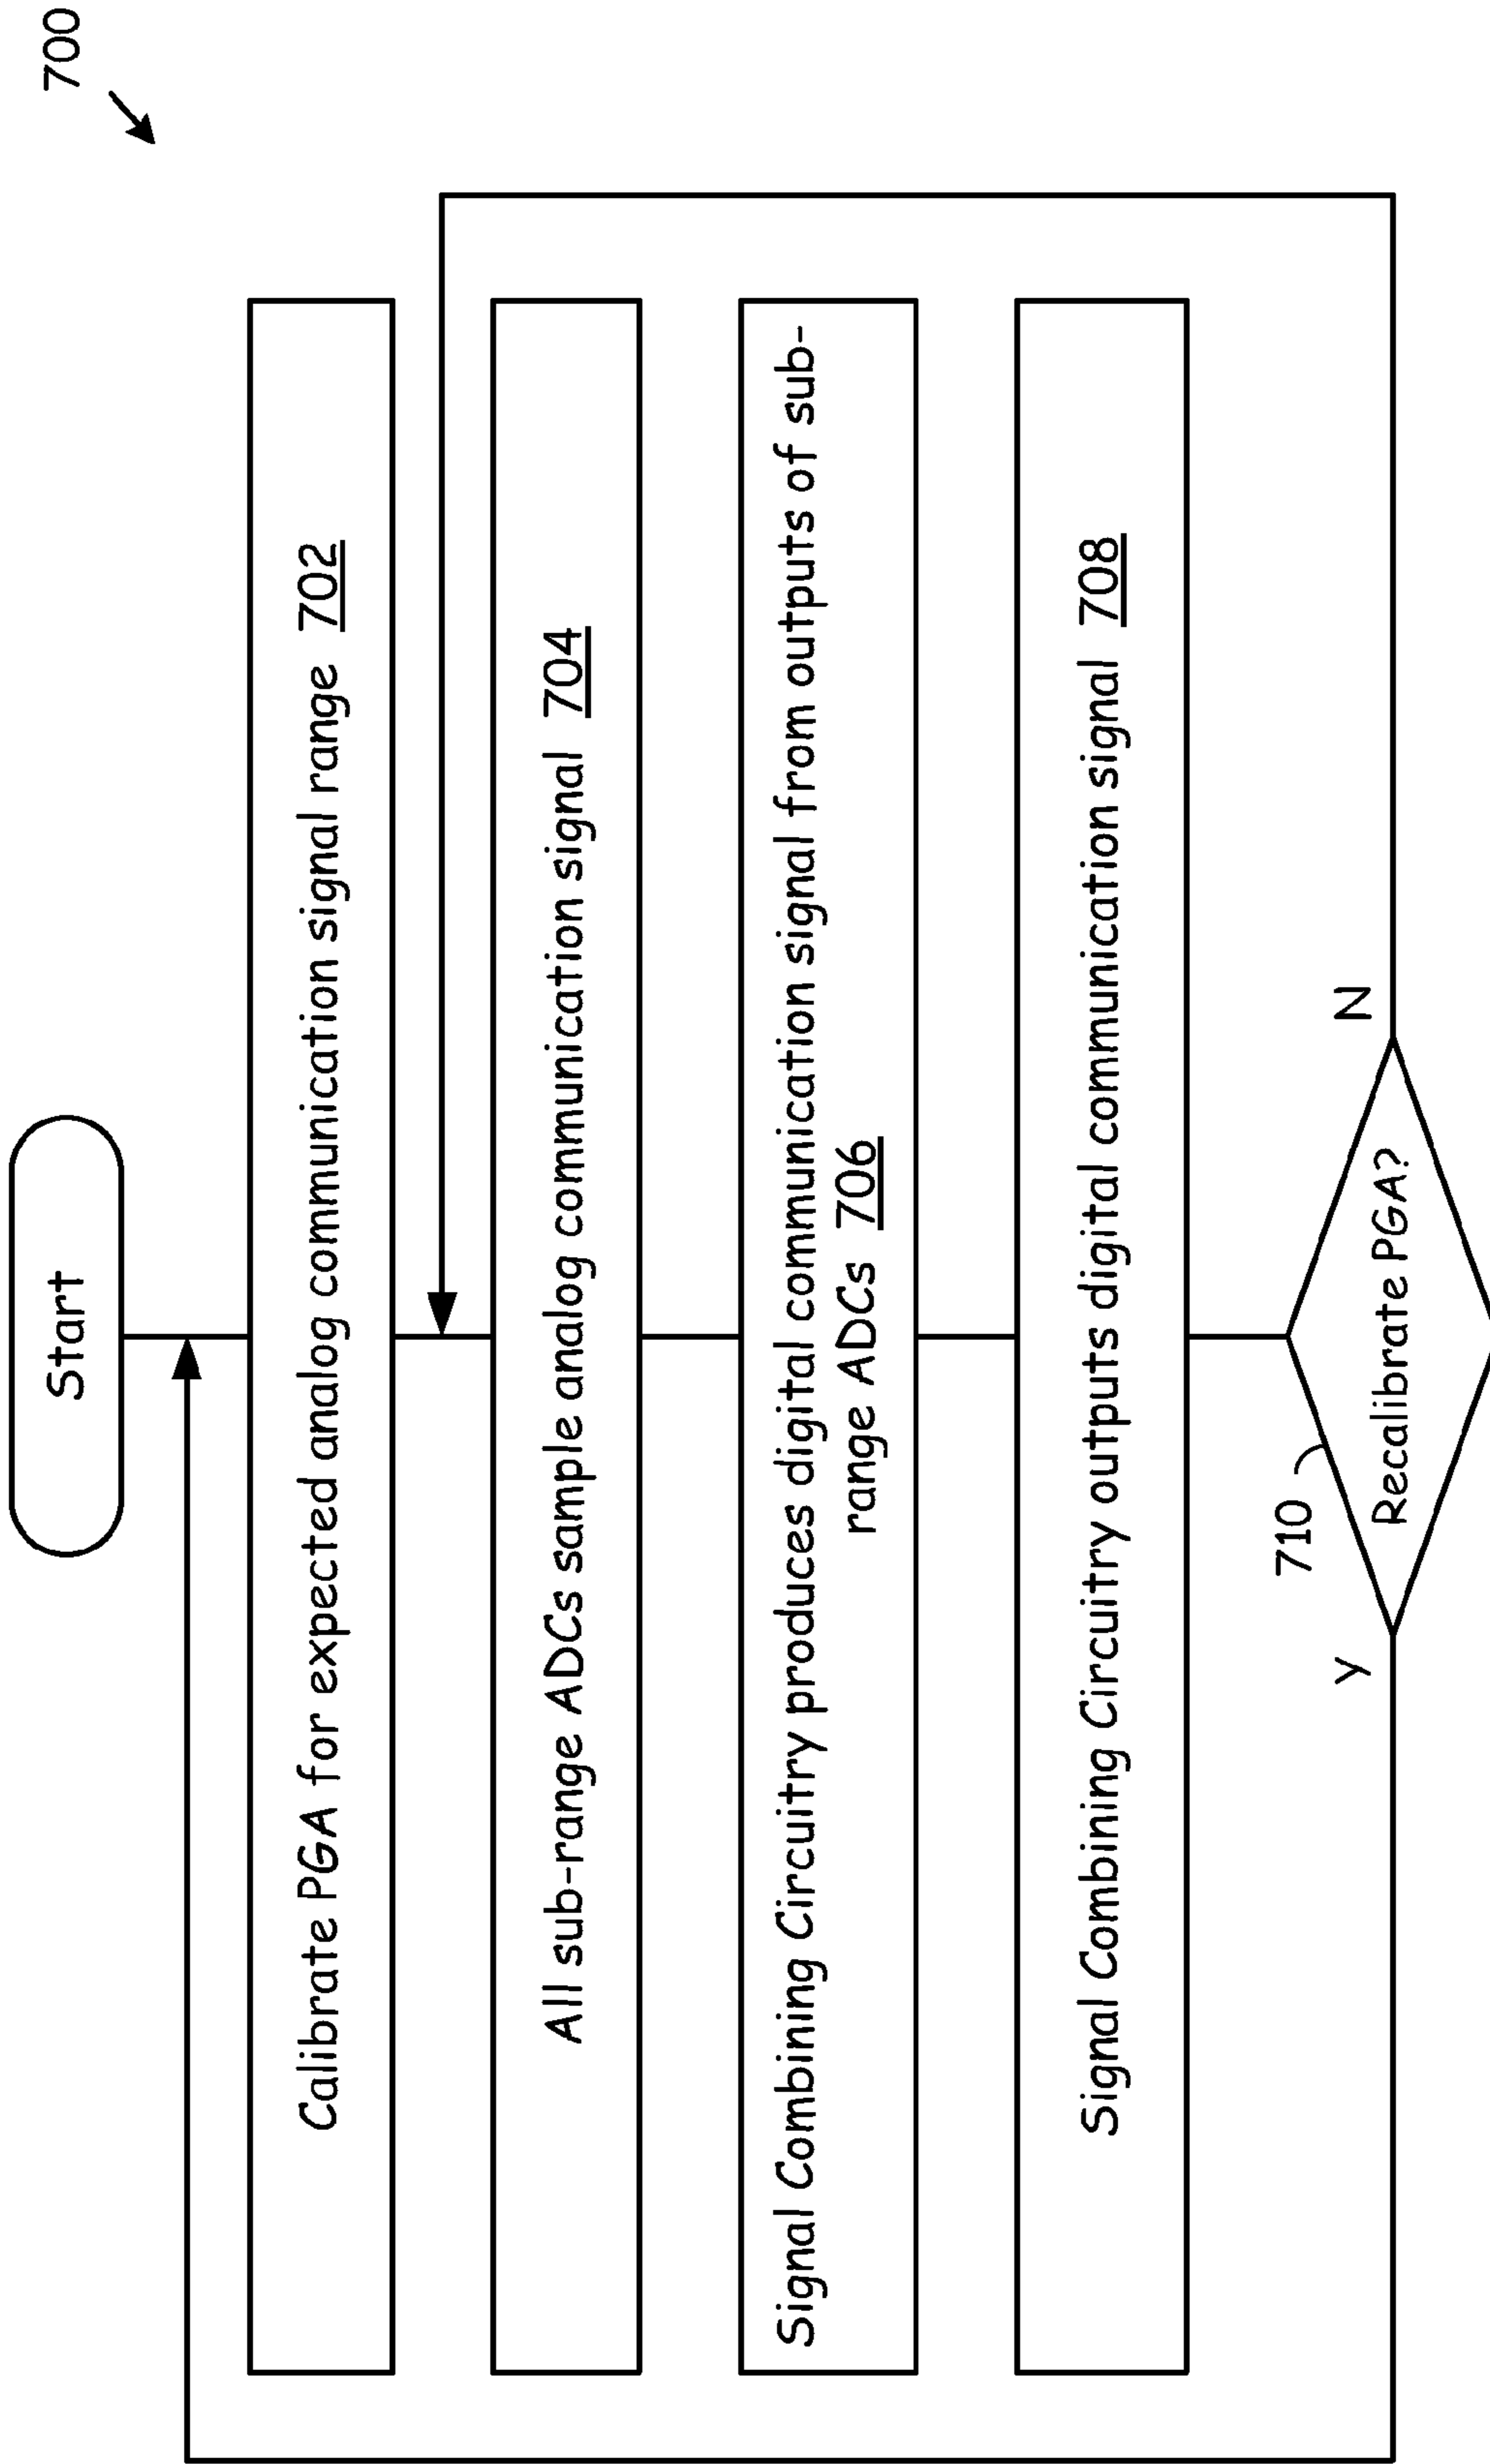 700
Start
Calibrate PGA for expected analog communication signal range 702
All sub-range ADCs sample analog communication signal 704
Signal Combining Circuitry produces digital communication signal from outputs of sub-
range ADCs 706
Signal Combining Circuitry outputs digital communication signal 708
710
Y
Recalibrate PGA?
N